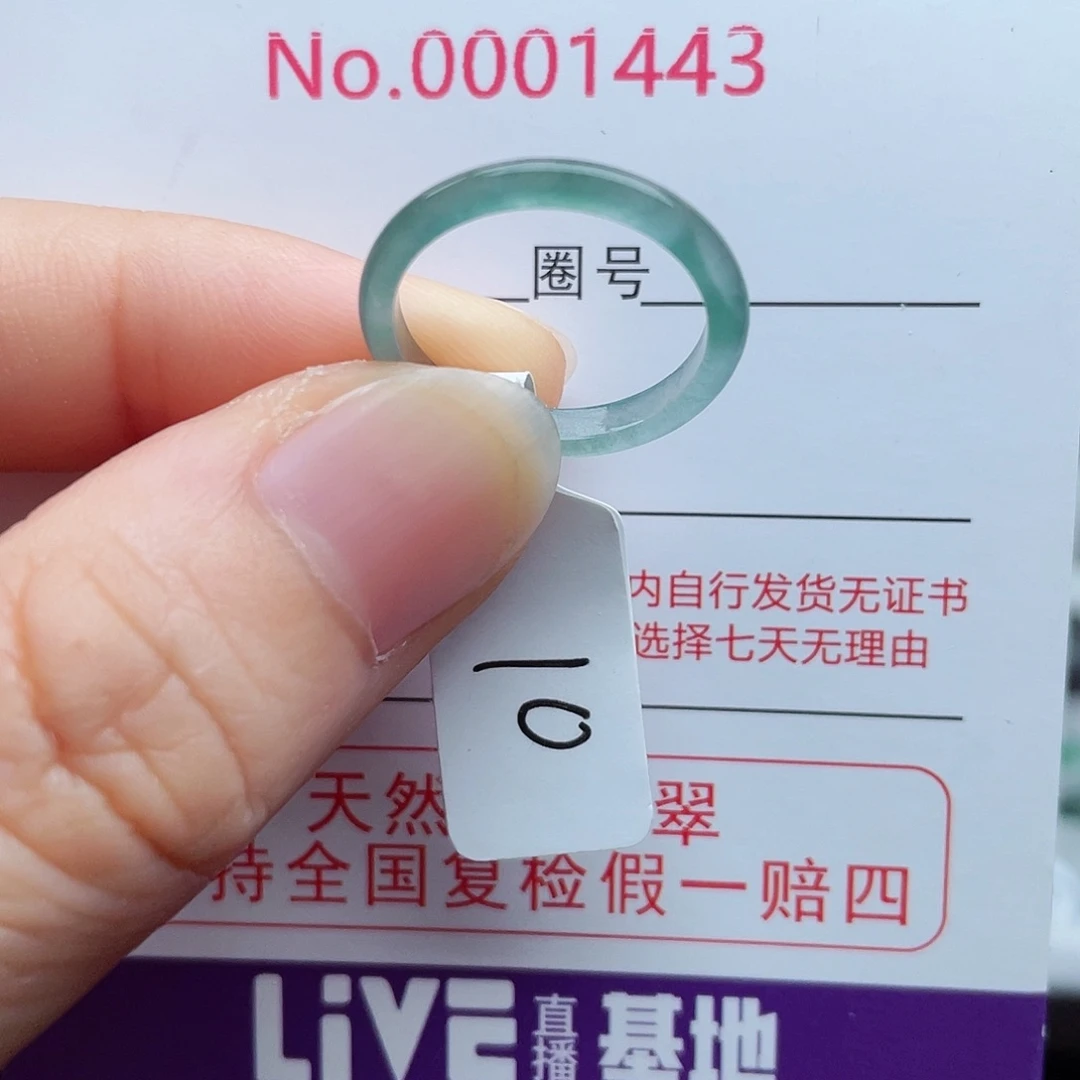 No.0001443
圈号
内自行发货无证书
选择七天无理由
10
天然 翠
持全国复检假一赔四
LiVE 直播 基地